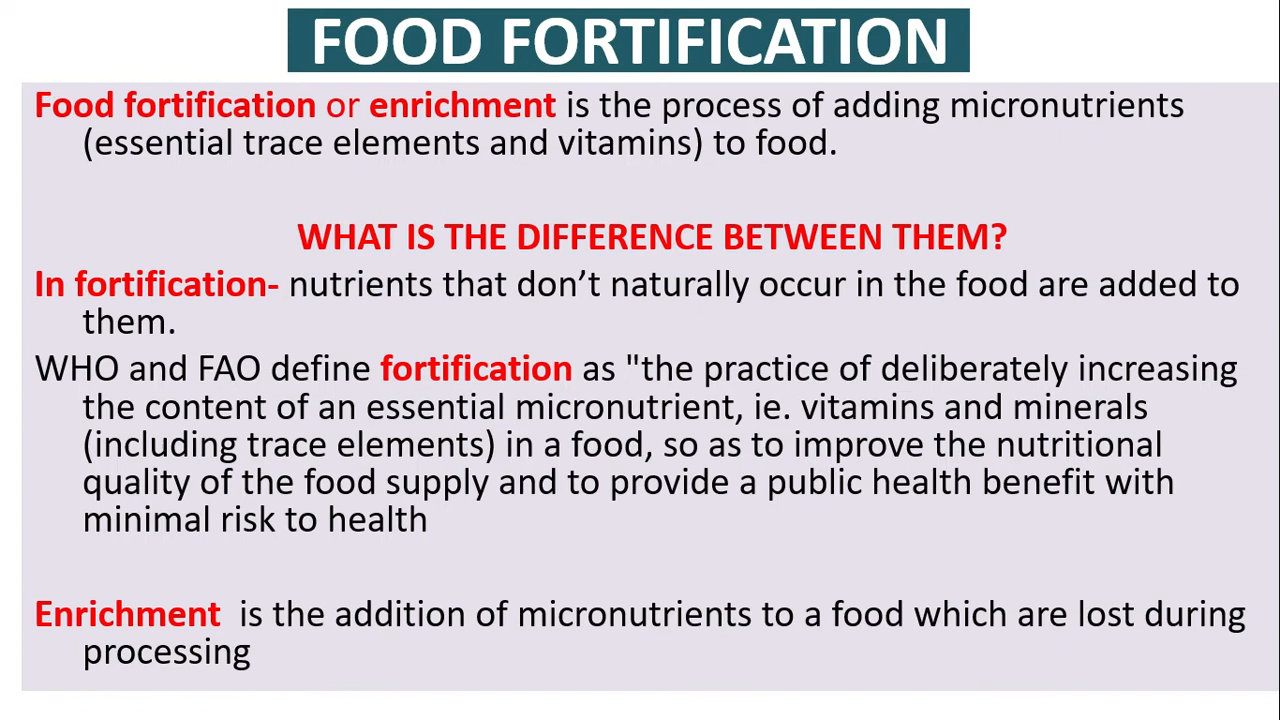 FOOD FORTIFICATION
Food fortification or enrichment is the process of adding micronutrients
(essential trace elements and vitamins) to food.
WHAT IS THE DIFFERENCE BETWEEN THEM?
In fortification- nutrients that don’t naturally occur in the food are added to
them.
WHO and FAO define fortification as "the practice of deliberately increasing
the content of an essential micronutrient, ie. vitamins and minerals
(including trace elements) in a food, so as to improve the nutritional
quality of the food supply and to provide a public health benefit with
minimal risk to health
Enrichment is the addition of micronutrients to a food which are lost during
processing